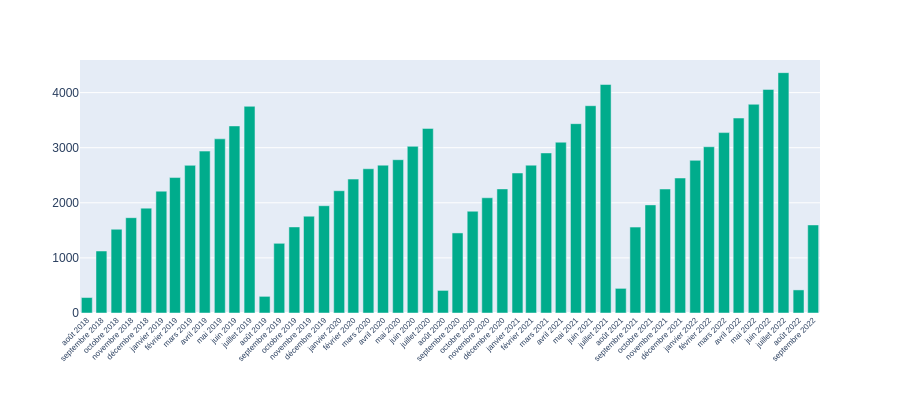 4000
3000
2000
1000
0
août 2018
septembre 2018
octobre 2018
novembre 2018
décembre 2018
janvier 2019
février 2019
mars 2019
avril 2019
mai 2019
juin 2019
juillet 2019
août 2019
septembre 2019
octobre 2019
novembre 2019
décembre 2019
janvier 2020
février 2020
mars 2020
avril 2020
mai 2020
juin 2020
juillet 2020
août 2020
septembre 2020
octobre 2020
novembre 2020
décembre 2020
janvier 2021
février 2021
mars 2021
avril 2021
mai 2021
juin 2021
juillet 2021
août 2021
septembre 2021
octobre 2021
novembre 2021
décembre 2021
janvier 2022
février 2022
mars 2022
avril 2022
mai 2022
juin 2022
juillet 2022
août 2022
septembre 2022